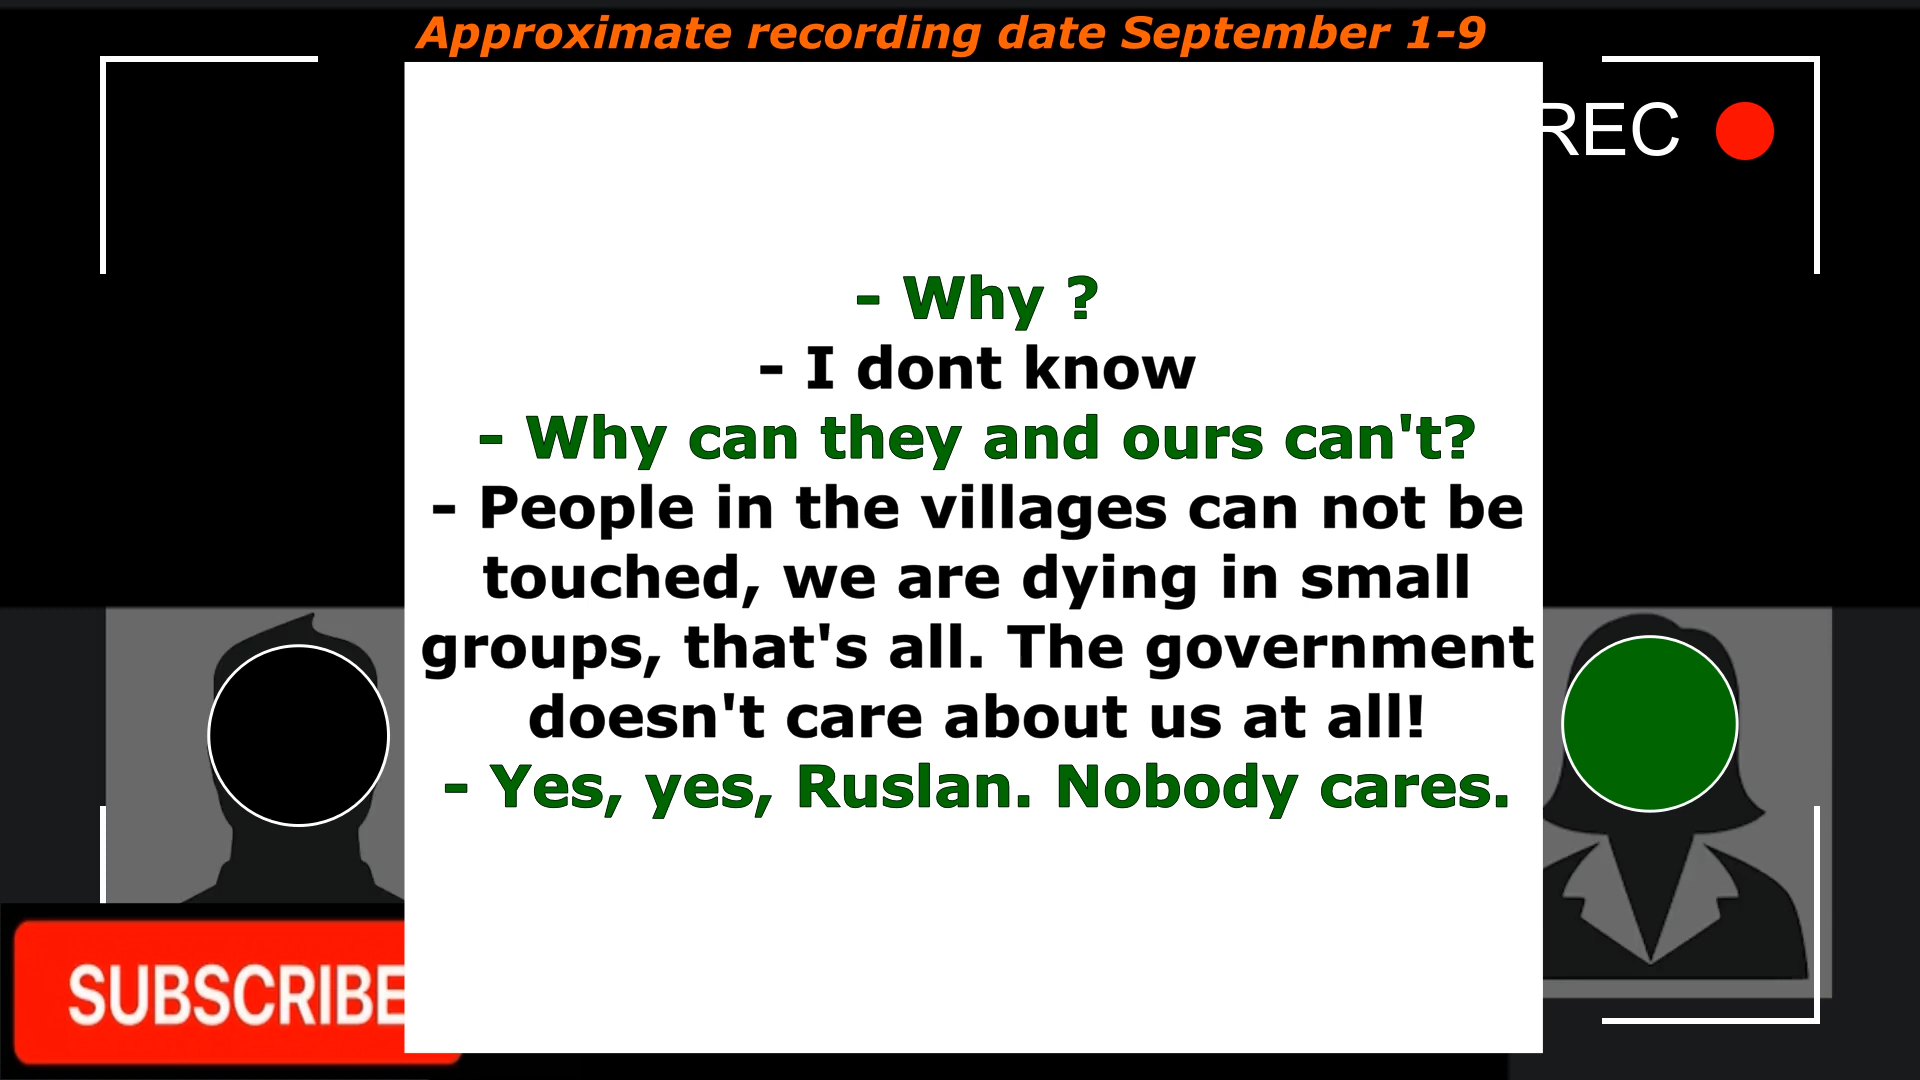 Approximate recording date September 1-9
REC
- Why ?
- I dont know
- Why can they and ours can't?
- People in the villages can not be
touched, we are dying in small
groups, that's all. The government
doesn't care about us at all!
- Yes, yes, Ruslan. Nobody cares.
SUBSCRIBE